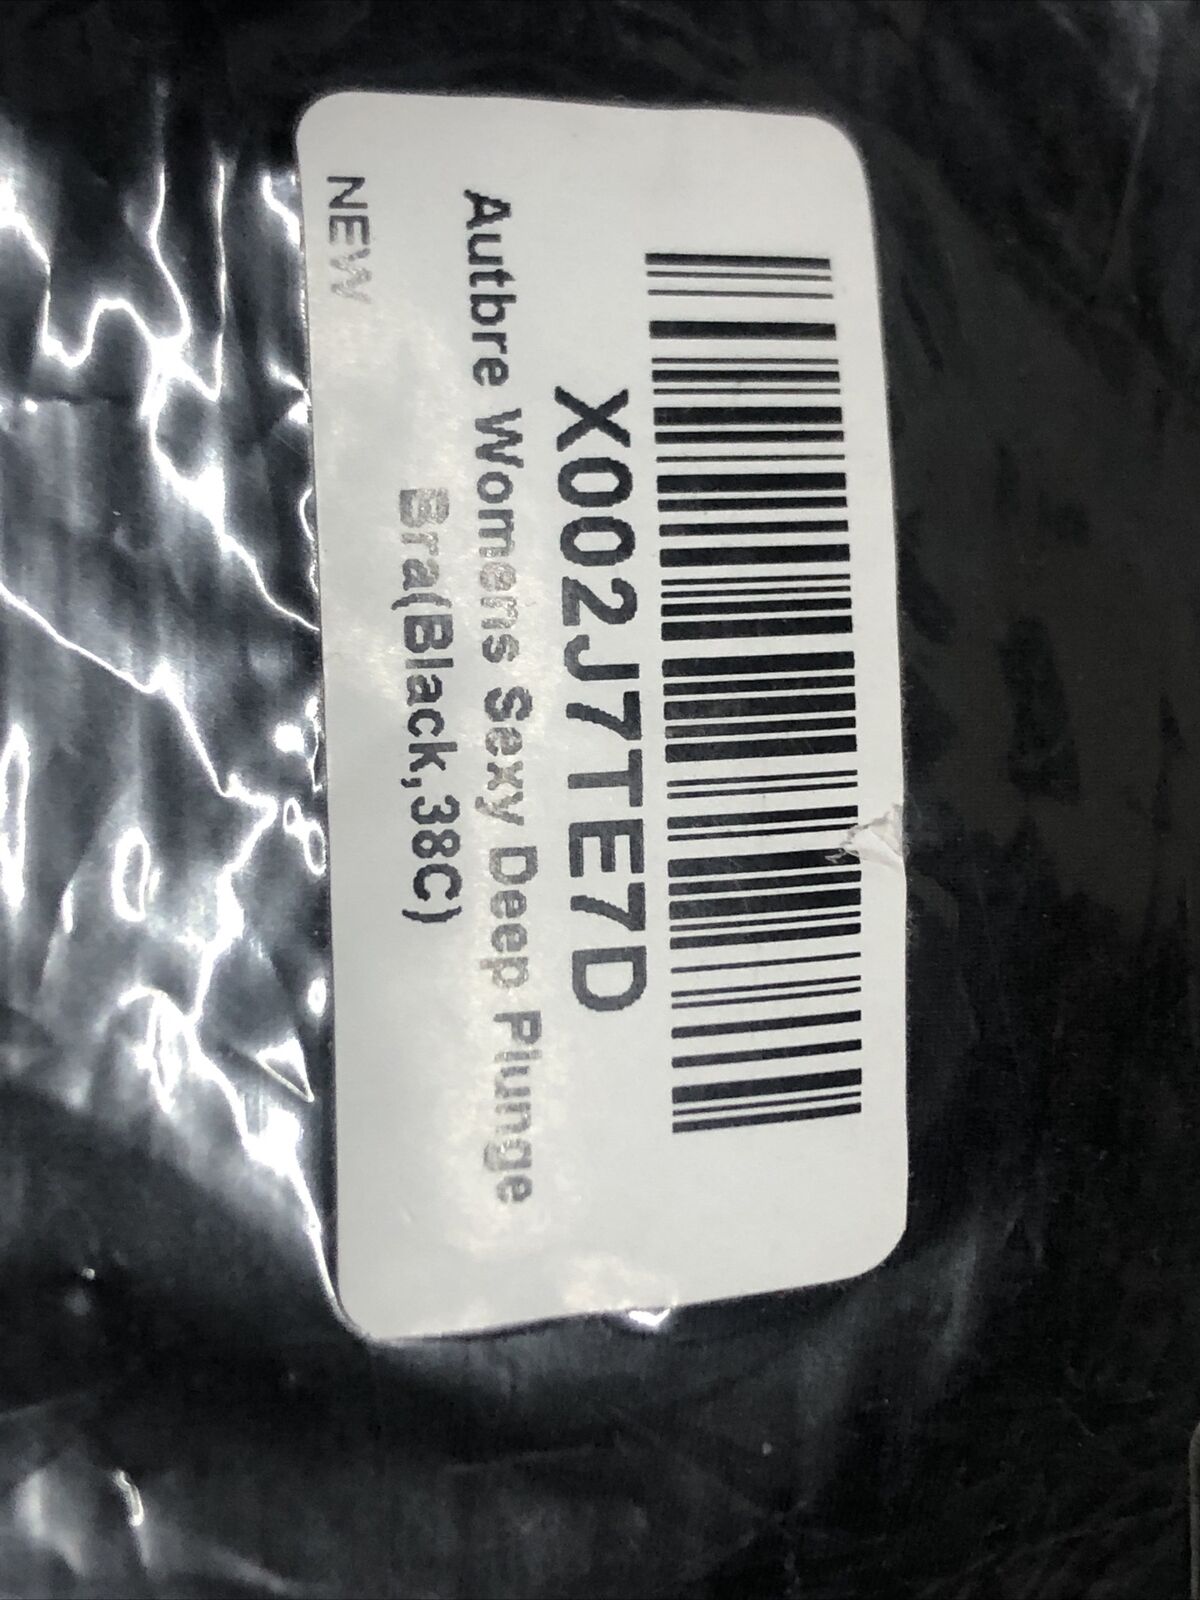 X002J7TE7D
Autbre Womens Sexy Deep Plunge
Bra(Black,38C)
NEW